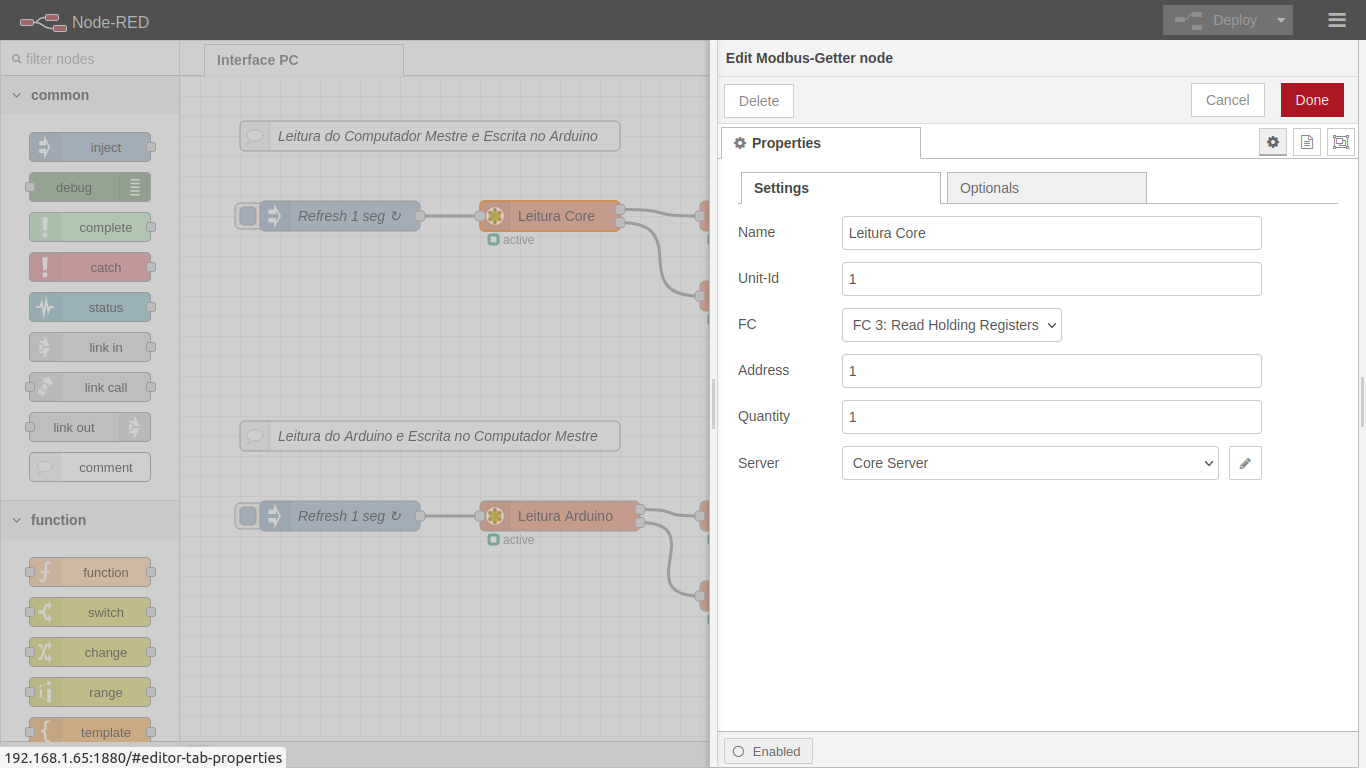 Node-RED
Deploy
filter nodes
common
inject
debug
complete
catch
status
link in
link call
link out
comment
function
function
switch
change
range
template
Interface PC
Leitura do Computador Mestre e Escrita no Arduino
Refresh 1 seg ↻
Leitura Core
active
Leitura do Arduino e Escrita no Computador Mestre
Refresh 1 seg ↻
Leitura Arduino
active
Edit Modbus-Getter node
Delete
Cancel
Done
Properties
Settings
Optionals
Name
Leitura Core
Unit-Id
1
FC
FC 3: Read Holding Registers
Address
1
Quantity
1
Server
Core Server
Enabled
192.168.1.65:1880/#editor-tab-properties